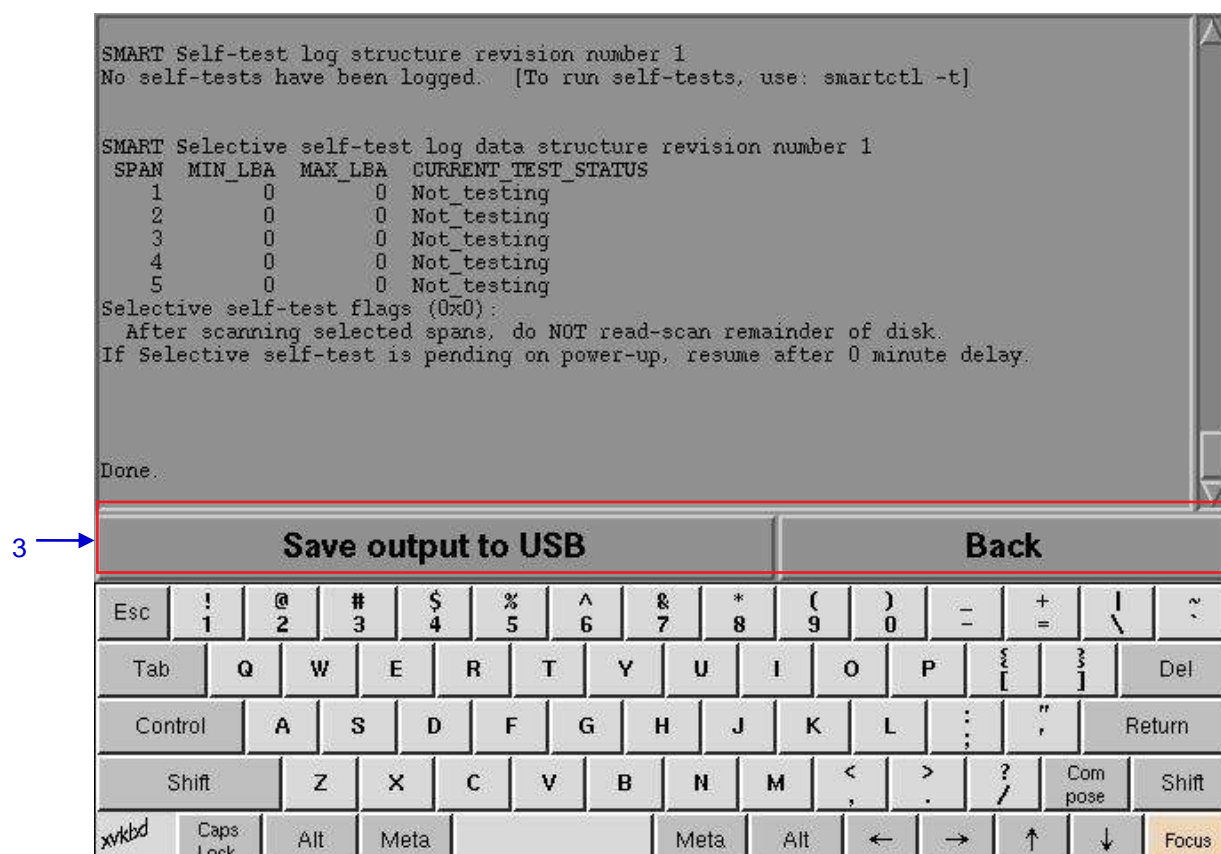 SMART Self-test log structure revision number 1
No self-tests have been logged.  [To run self-tests, use: smartctl -t]
SMART Selective self-test log data structure revision number 1
SPAN  MIN_LBA  MAX_LBA  CURRENT_TEST_STATUS
1  0  0  Not_testing
2  0  0  Not_testing
3  0  0  Not_testing
4  0  0  Not_testing
5  0  0  Not_testing
Selective self-test flags (0x0):
After scanning selected spans, do NOT read-scan remainder of disk.
If Selective self-test is pending on power-up, resume after 0 minute delay.
Done.
3
Save output to USB  Back
Esc ! 1 @ 2 # 3 $ 4 % 5 ^ 6 & 7 * 8 ( 9 ) 0 _ - + = | \ ~ `
Tab Q W E R T Y U I O P { [ } ] Del
Control A S D F G H J K L : ; " ' Return
Shift Z X C V B N M < , > . ? / Com pose Shift
xvkbd Caps Lock Alt Meta Meta Alt ← → ↑ ↓ Focus